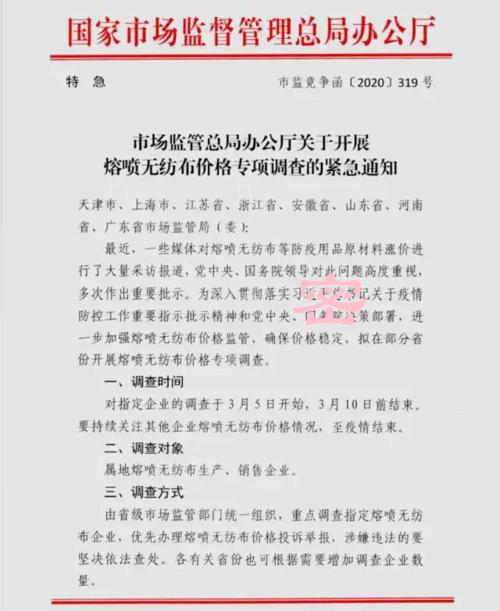 国家市场监督管理总局办公厅
特 急
市监竞争函〔2020〕319 号
市场监管总局办公厅关于开展
熔喷无纺布价格专项调查的紧急通知
天津市、上海市、江苏省、浙江省、安徽省、山东省、河南
省、广东省市场监管局（委）：
最近，一些媒体对熔喷无纺布等防疫用品原材料涨价进
行了大量采访报道，党中央、国务院领导对此问题高度重视，
多次作出重要批示。为深入贯彻落实习近平总书记关于疫情
防控工作重要指示批示精神和党中央、国务院决策部署，进
一步加强熔喷无纺布价格监管，确保价格稳定，拟在部分省
份开展熔喷无纺布价格专项调查。
一、调查时间
对指定企业的调查于 3 月 5 日开始，3 月 10 日前结束。
要持续关注其他企业熔喷无纺布价格情况，至疫情结束。
二、调查对象
属地熔喷无纺布生产、销售企业。
三、调查方式
由省级市场监管部门统一组织，重点调查指定熔喷无纺
布企业，优先办理熔喷无纺布价格投诉举报，涉嫌违法的要
坚决依法查处。各有关省份也可根据需要增加调查企业数
量。
密